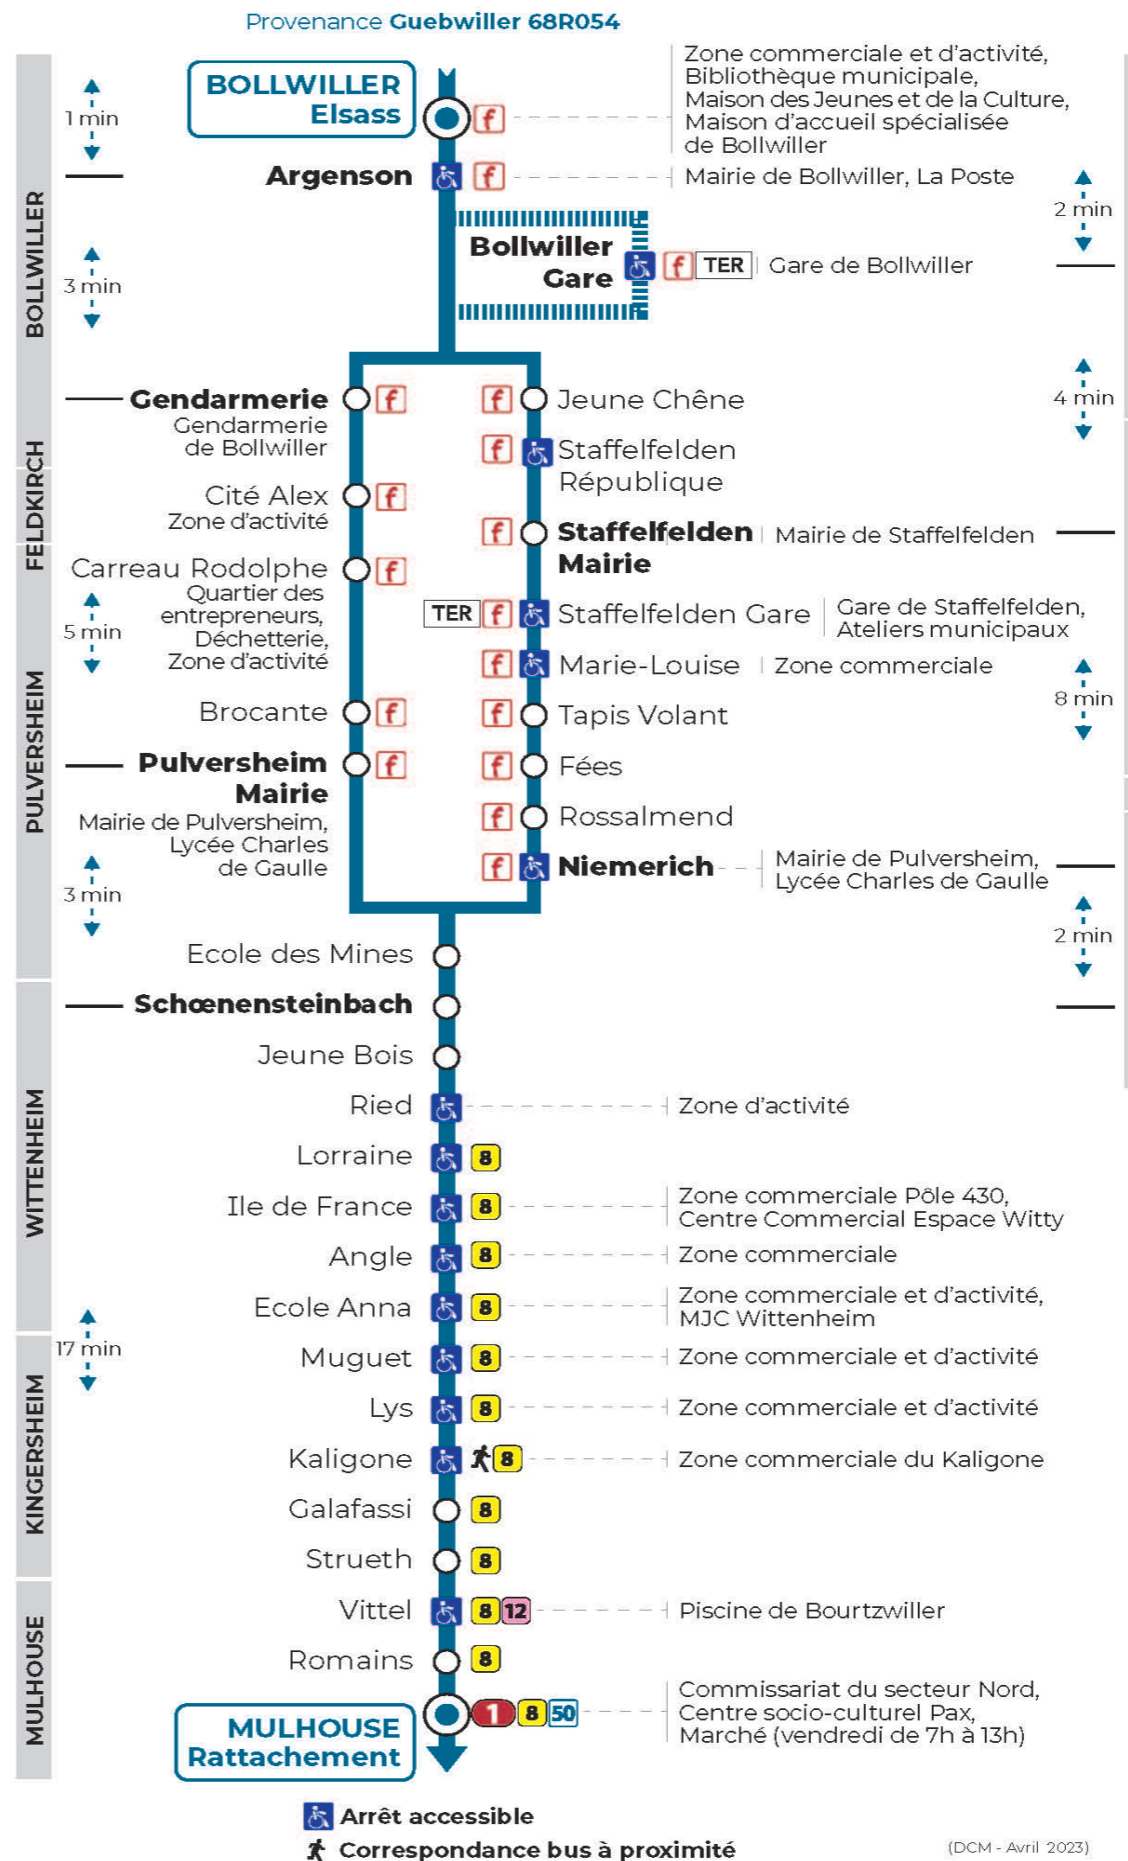 Provenance Guebwiller 68R054
BOLLWILLER
Elsass
f
Zone commerciale et d'activité,
Bibliothèque municipale,
Maison des Jeunes et de la Culture,
Maison d'accueil spécialisée
de Bollwiller
1 min
Argenson
f
Mairie de Bollwiller, La Poste
2 min
BOLLWILLER
3 min
Bollwiller
Gare
f
TER
Gare de Bollwiller
Gendarmerie
f
Gendarmerie
de Bollwiller
f
Jeune Chêne
4 min
f
Staffelfelden
République
FELDKIRCH
Cité Alex
f
Zone d'activité
f
Staffelfelden
Mairie
Mairie de Staffelfelden
Carreau Rodolphe
f
Quartier des
entrepreneurs,
Déchetterie,
Zone d'activité
5 min
TER
f
Staffelfelden Gare
Gare de Staffelfelden,
Ateliers municipaux
f
Marie-Louise
Zone commerciale
8 min
PULVERSHEIM
Brocante
f
f
Tapis Volant
Pulversheim
Mairie
f
Mairie de Pulversheim,
Lycée Charles
de Gaulle
f
Fées
f
Rossalmend
f
Niemerich
Mairie de Pulversheim,
Lycée Charles de Gaulle
3 min
2 min
Ecole des Mines
Schœnensteinbach
Jeune Bois
WITTENHEIM
Ried
Zone d'activité
Lorraine
8
Ile de France
8
Zone commerciale Pôle 430,
Centre Commercial Espace Witty
Angle
8
Zone commerciale
Ecole Anna
8
Zone commerciale et d'activité,
MJC Wittenheim
17 min
KINGERSHEIM
Muguet
8
Zone commerciale et d'activité
Lys
8
Zone commerciale et d'activité
Kaligone
8
Zone commerciale du Kaligone
Galafassi
8
Strueth
8
MULHOUSE
Vittel
8 12
Piscine de Bourtzwiller
Romains
8
MULHOUSE
Rattachement
1 8 50
Commissariat du secteur Nord,
Centre socio-culturel Pax,
Marché (vendredi de 7h à 13h)
Arrêt accessible
Correspondance bus à proximité
(DCM - Avril 2023)